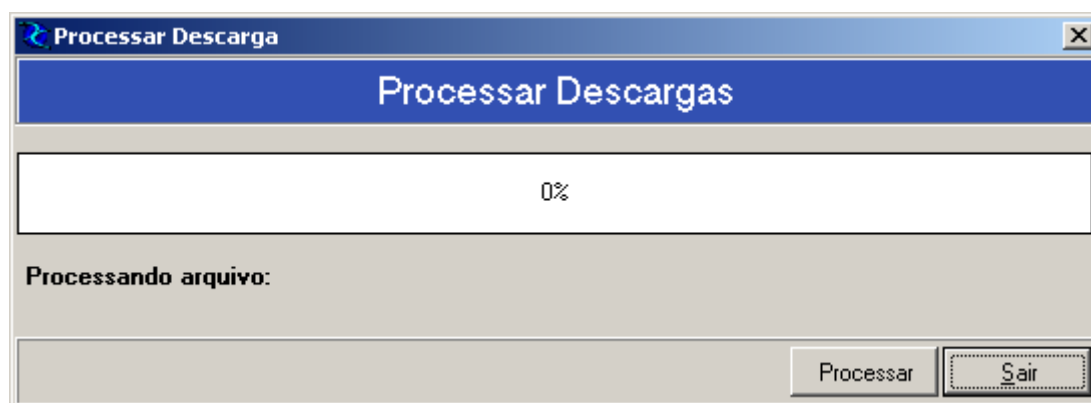 Processar Descarga
Processar Descargas
0%
Processando arquivo:
Processar Sair